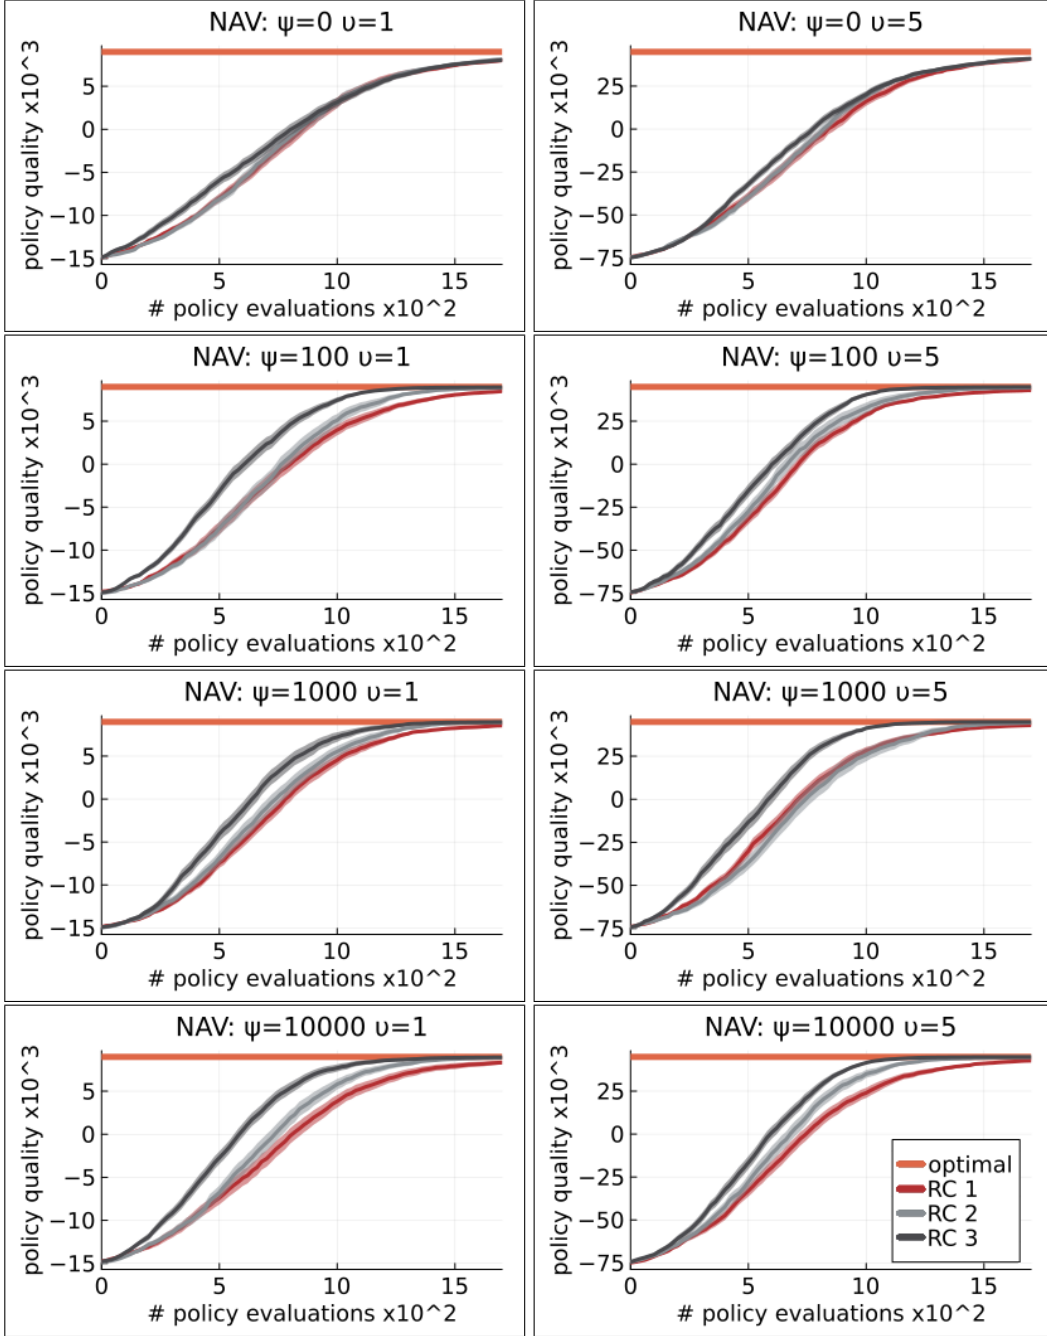 NAV: ψ=0 υ=1
policy quality x10^3
5
0
−5
−10
−15
0 5 10 15
# policy evaluations x10^2
NAV: ψ=0 υ=5
policy quality x10^3
25
0
−25
−50
−75
0 5 10 15
# policy evaluations x10^2
NAV: ψ=100 υ=1
policy quality x10^3
5
0
−5
−10
−15
0 5 10 15
# policy evaluations x10^2
NAV: ψ=100 υ=5
policy quality x10^3
25
0
−25
−50
−75
0 5 10 15
# policy evaluations x10^2
NAV: ψ=1000 υ=1
policy quality x10^3
5
0
−5
−10
−15
0 5 10 15
# policy evaluations x10^2
NAV: ψ=1000 υ=5
policy quality x10^3
25
0
−25
−50
−75
0 5 10 15
# policy evaluations x10^2
NAV: ψ=10000 υ=1
policy quality x10^3
5
0
−5
−10
−15
0 5 10 15
# policy evaluations x10^2
NAV: ψ=10000 υ=5
policy quality x10^3
25
0
−25
−50
−75
0 5 10 15
# policy evaluations x10^2
optimal
RC 1
RC 2
RC 3